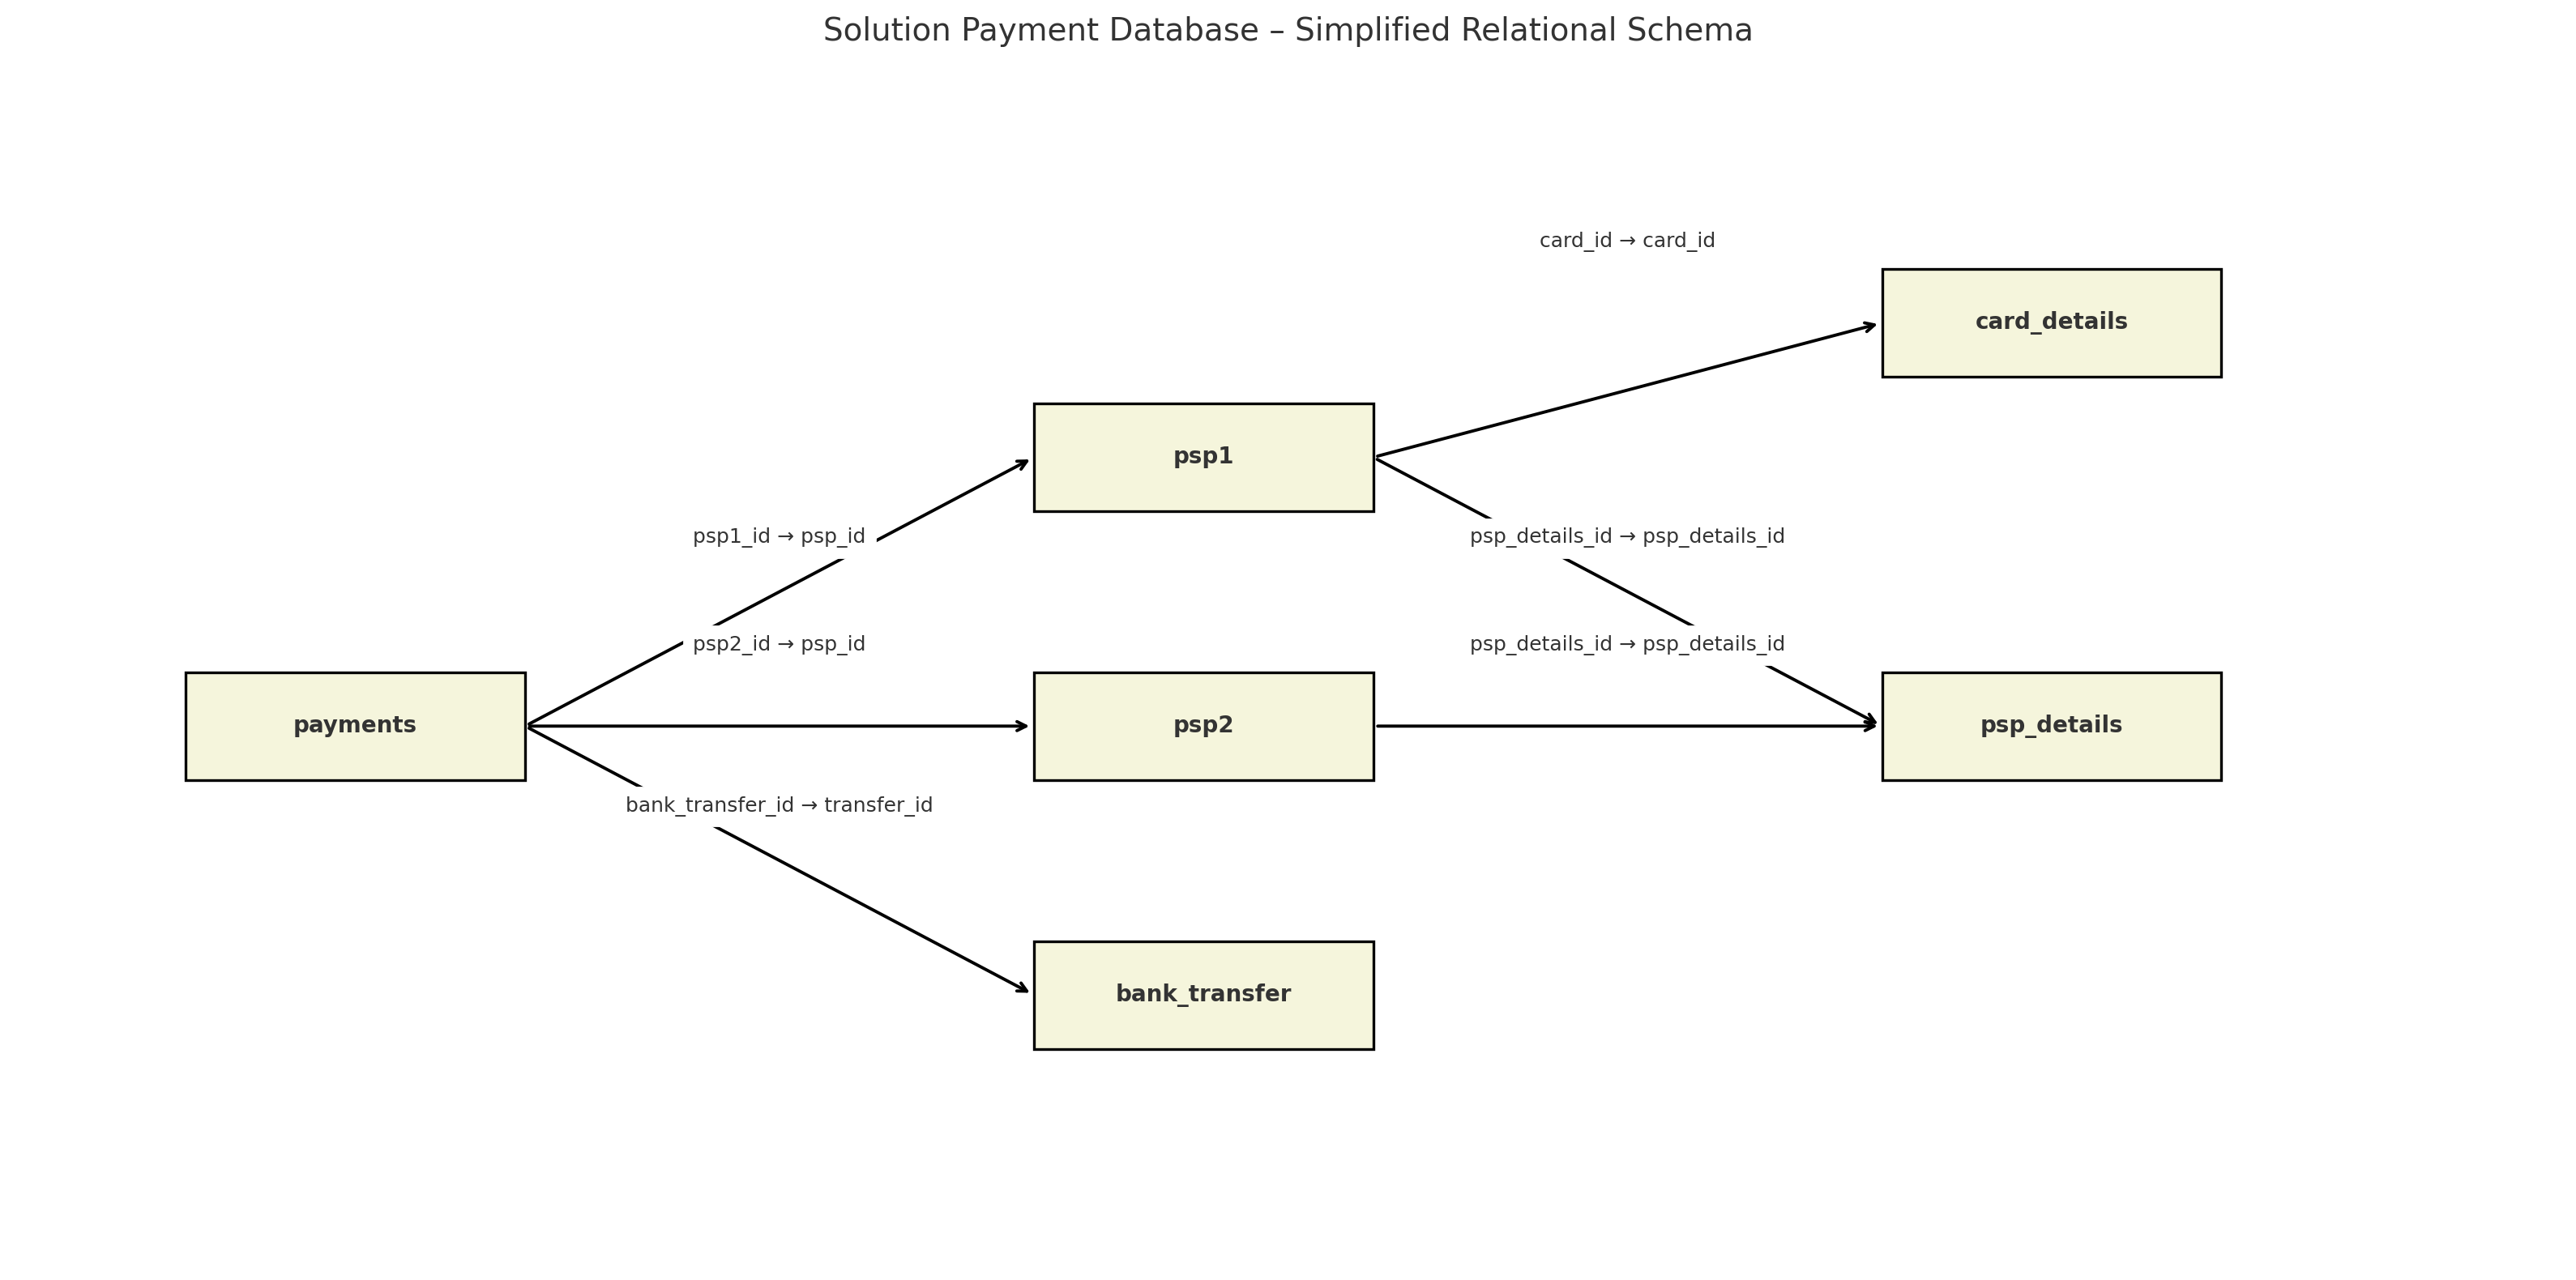 Solution Payment Database – Simplified Relational Schema
card_id → card_id
card_details
psp1
psp1_id → psp_id
psp_details_id → psp_details_id
psp2_id → psp_id
psp_details_id → psp_details_id
payments
psp2
psp_details
bank_transfer_id → transfer_id
bank_transfer